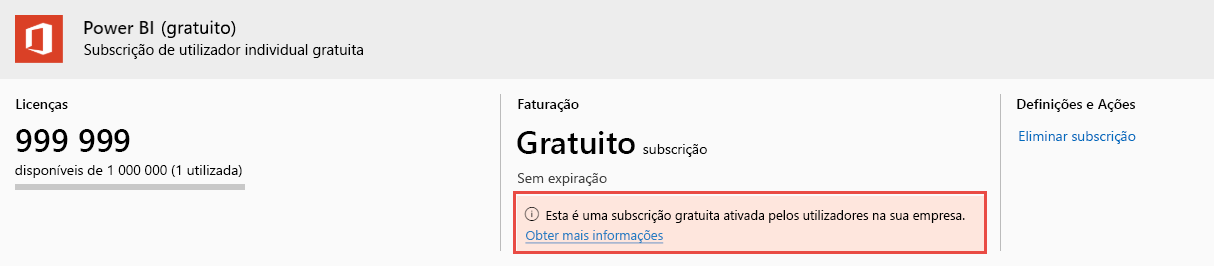 Power BI (gratuito)
Subscrição de utilizador individual gratuita
Licenças
999 999
disponíveis de 1 000 000 (1 utilizada)
Faturação
Gratuito subscrição
Sem expiração
Esta é uma subscrição gratuita ativada pelos utilizadores na sua empresa.
Obter mais informações
Definições e Ações
Eliminar subscrição